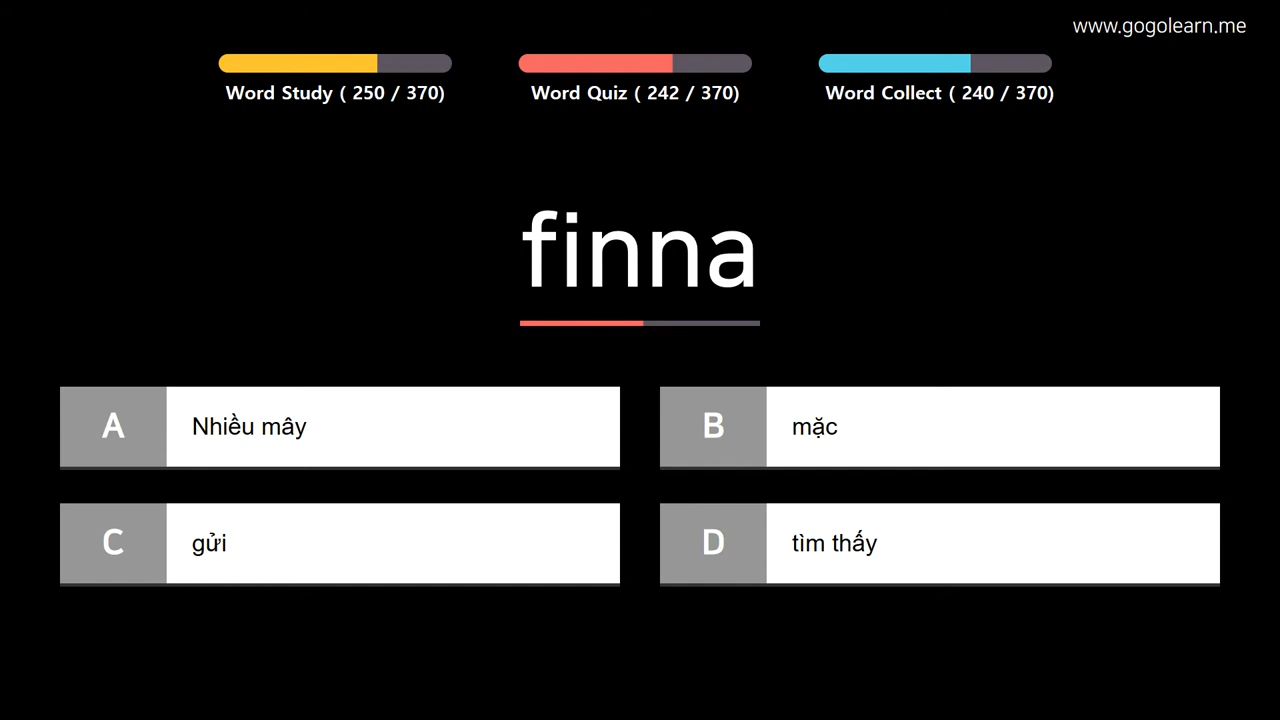 www.gogolearn.me
Word Study ( 250 / 370)
Word Quiz ( 242 / 370)
Word Collect ( 240 / 370)
finna
A Nhiều mây
B mặc
C gửi
D tìm thấy